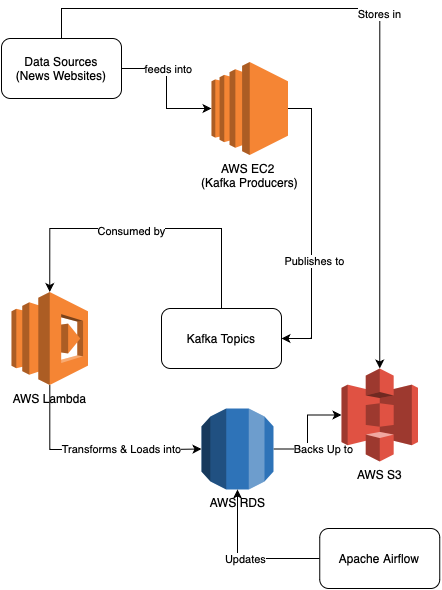 Stores in
Data Sources
(News Websites)
feeds into
AWS EC2
(Kafka Producers)
Consumed by
Publishes to
Kafka Topics
AWS Lambda
Transforms & Loads into
Backs Up to
AWS S3
AWS RDS
Updates
Apache Airflow